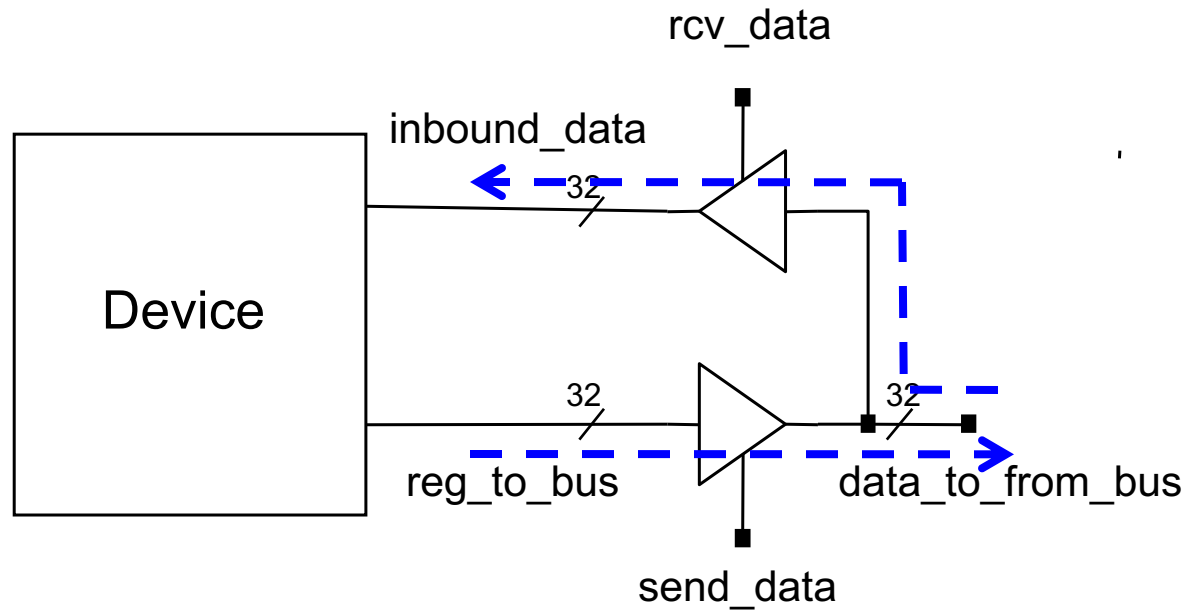 rcv_data
inbound_data
32
Device
32
32
reg_to_bus
data_to_from_bus
send_data